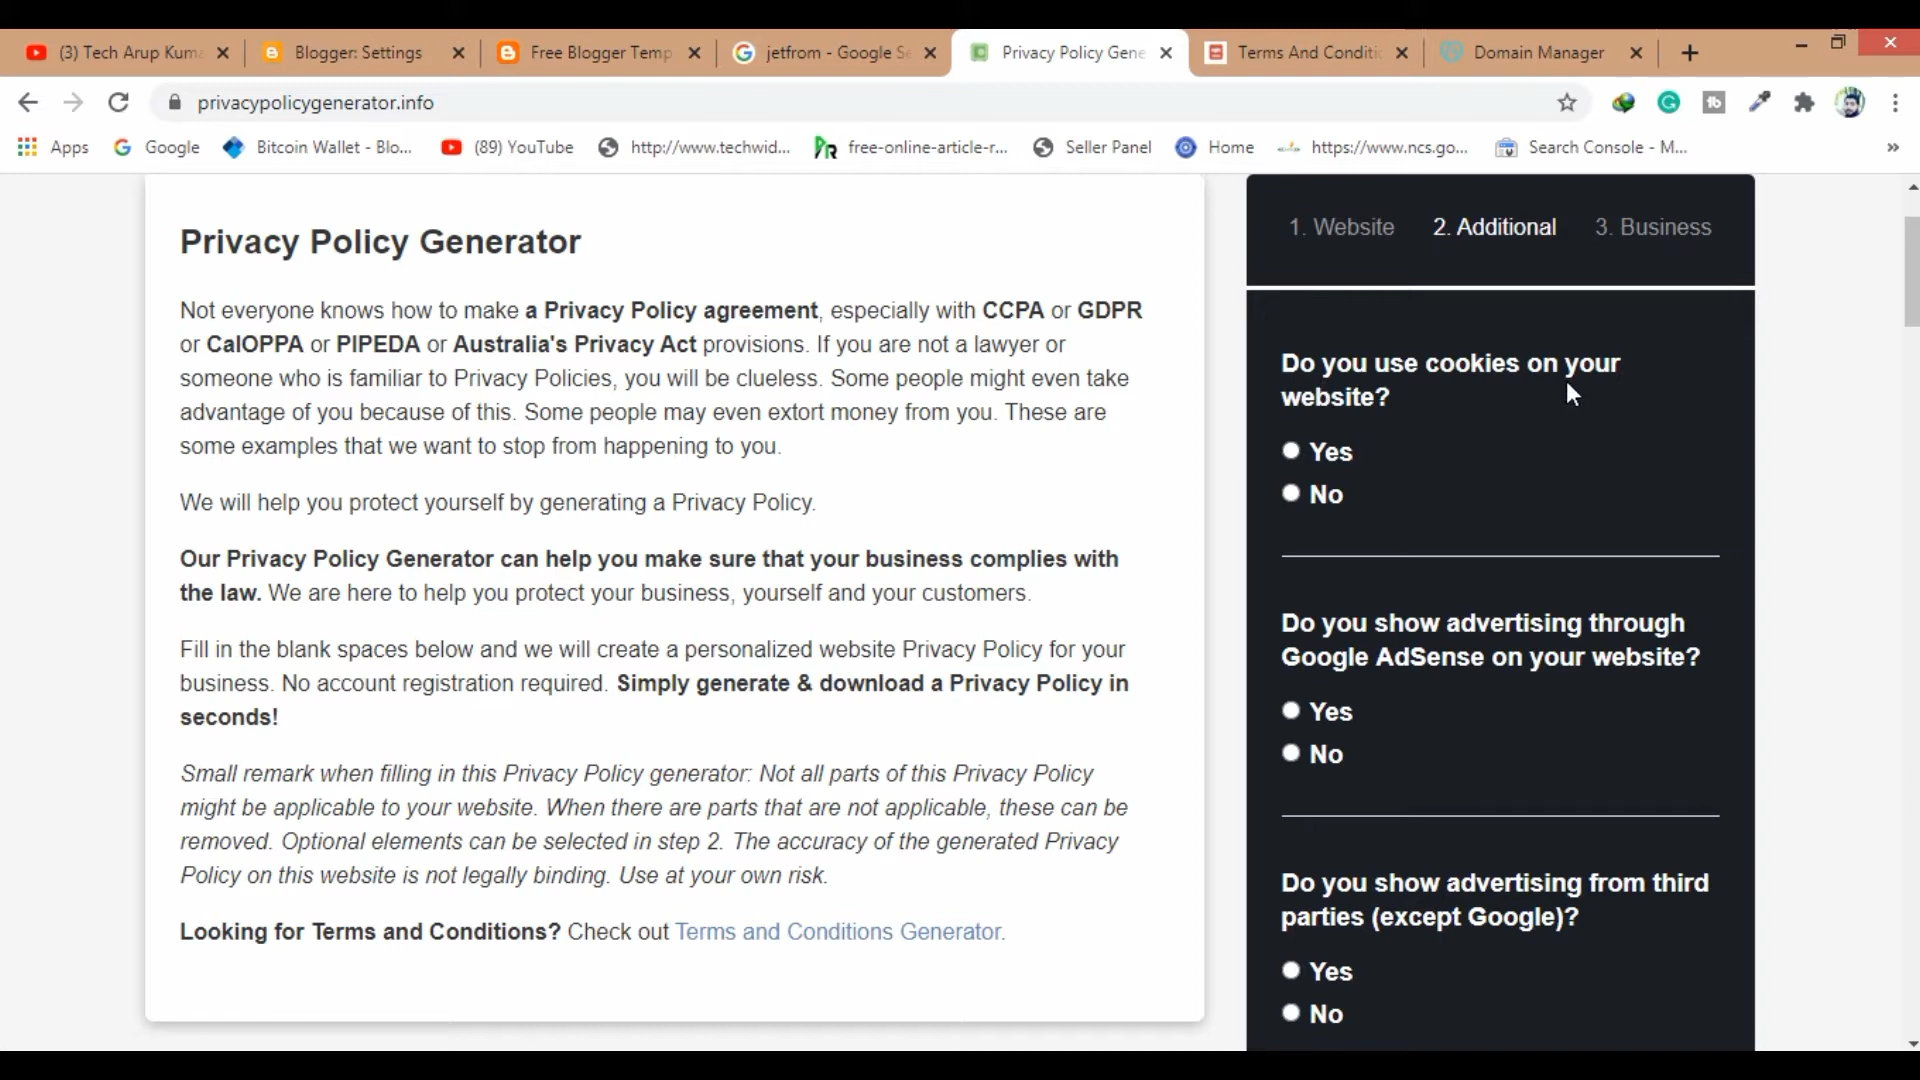 (3) Tech Arup Kuma
Blogger: Settings
Free Blogger Temp
jetfrom - Google Se
Privacy Policy Gene
Terms And Conditio
Domain Manager
privacypolicygenerator.info
Apps
Google
Bitcoin Wallet - Blo...
(89) YouTube
http://www.techwid...
free-online-article-r...
Seller Panel
Home
https://www.ncs.go...
Search Console - M...
»
Privacy Policy Generator
Not everyone knows how to make a Privacy Policy agreement, especially with CCPA or GDPR
or CalOPPA or PIPEDA or Australia's Privacy Act provisions. If you are not a lawyer or
someone who is familiar to Privacy Policies, you will be clueless. Some people might even take
advantage of you because of this. Some people may even extort money from you. These are
some examples that we want to stop from happening to you.
We will help you protect yourself by generating a Privacy Policy.
Our Privacy Policy Generator can help you make sure that your business complies with
the law. We are here to help you protect your business, yourself and your customers.
Fill in the blank spaces below and we will create a personalized website Privacy Policy for your
business. No account registration required. Simply generate & download a Privacy Policy in
seconds!
Small remark when filling in this Privacy Policy generator: Not all parts of this Privacy Policy
might be applicable to your website. When there are parts that are not applicable, these can be
removed. Optional elements can be selected in step 2. The accuracy of the generated Privacy
Policy on this website is not legally binding. Use at your own risk.
Looking for Terms and Conditions? Check out Terms and Conditions Generator.
1. Website 2. Additional 3. Business
Do you use cookies on your
website?
Yes
No
Do you show advertising through
Google AdSense on your website?
Yes
No
Do you show advertising from third
parties (except Google)?
Yes
No